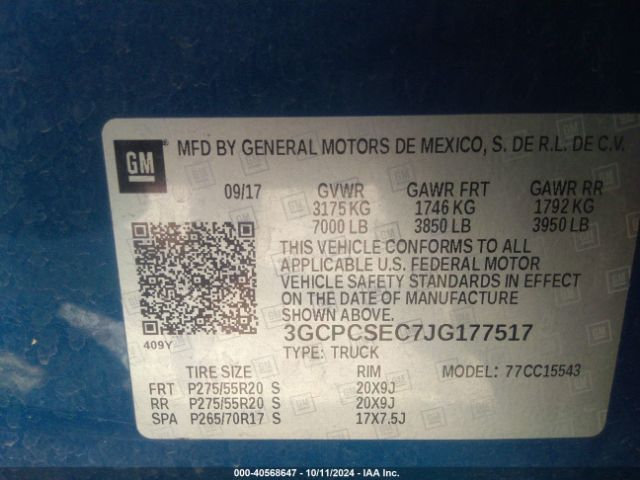 GM ® MFD BY GENERAL MOTORS DE MEXICO, S. DE R.L. DE C.V.
09/17 GVWR GAWR FRT GAWR RR
3175 KG 1746 KG 1792 KG
7000 LB 3850 LB 3950 LB
THIS VEHICLE CONFORMS TO ALL
APPLICABLE U.S. FEDERAL MOTOR
VEHICLE SAFETY STANDARDS IN EFFECT
ON THE DATE OF MANUFACTURE
SHOWN ABOVE.
409Y 3GCPCSEC7JG177517
TYPE: TRUCK
TIRE SIZE RIM MODEL: 77CC15543
FRT P275/55R20 S 20X9J
RR P275/55R20 S 20X9J
SPA P265/70R17 S 17X7.5J
000-40568647 - 10/11/2024 - IAA Inc.